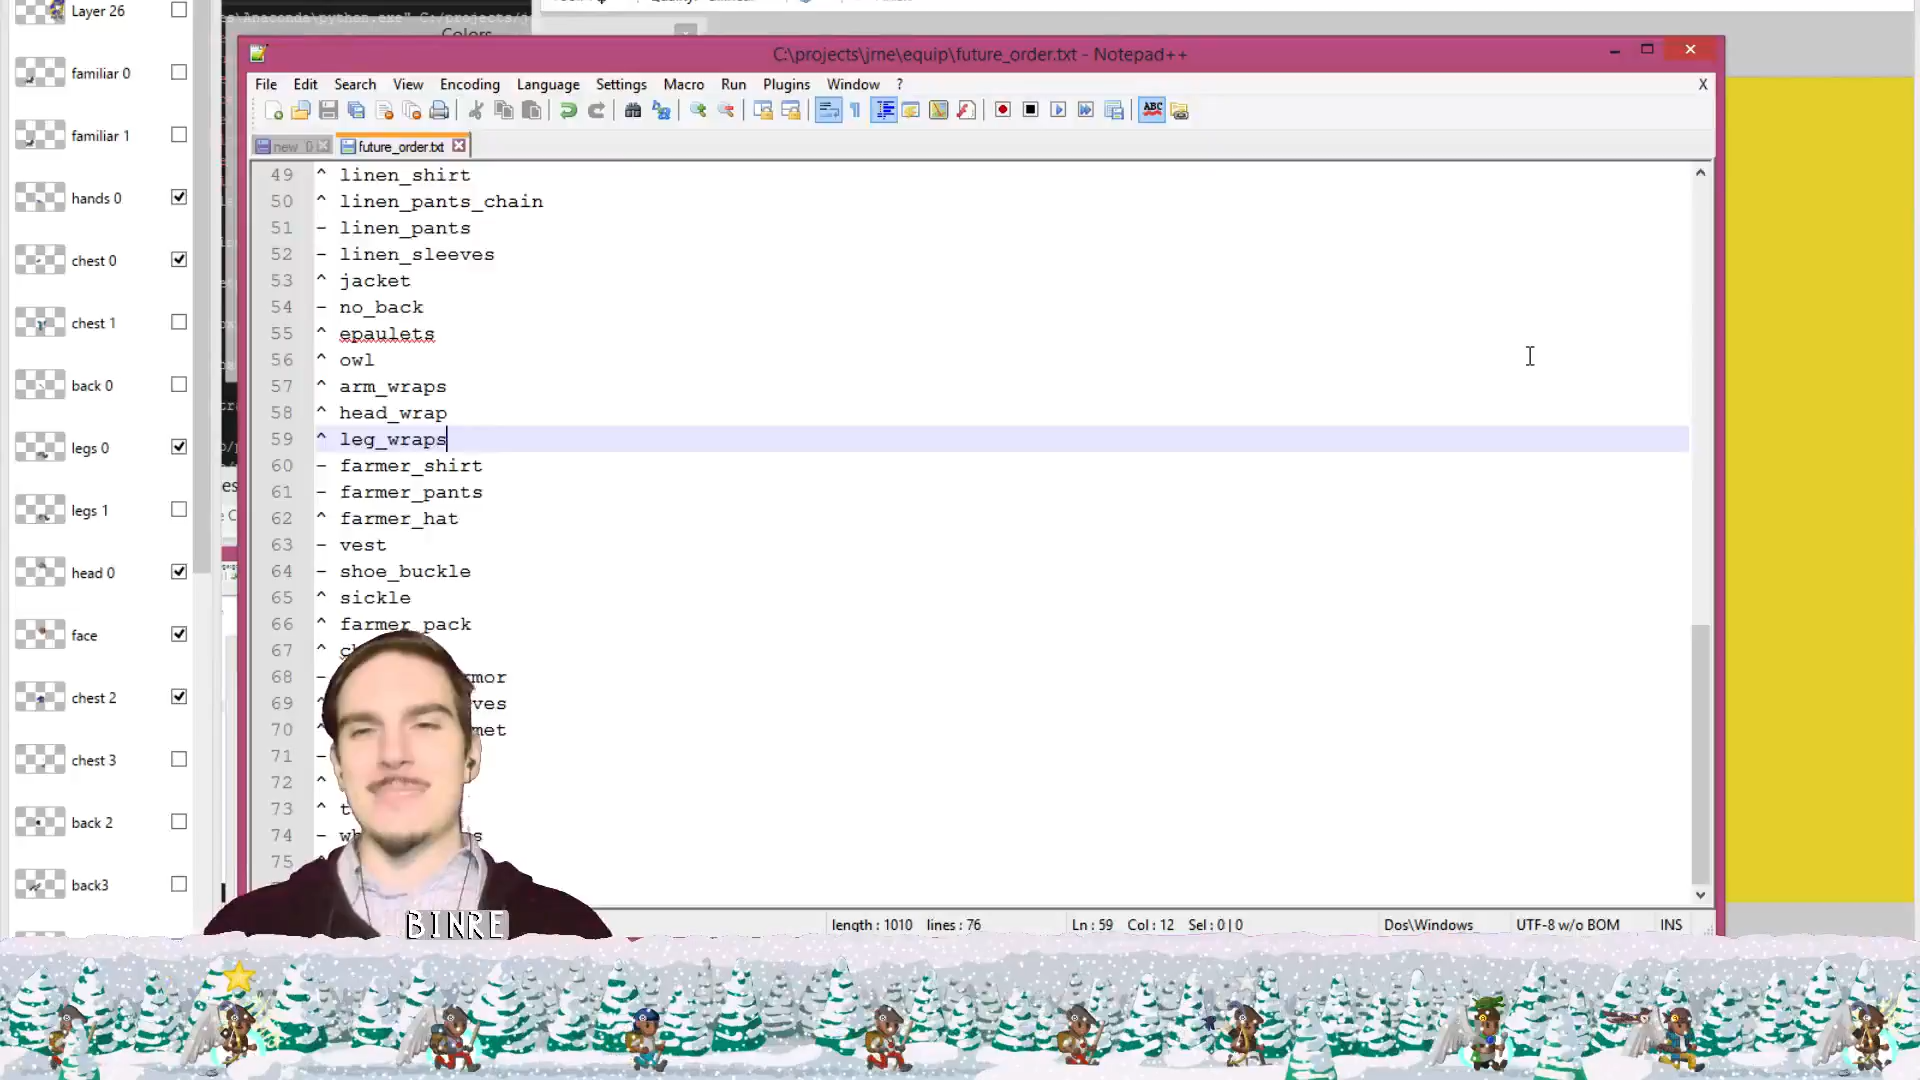 Layer 26
familiar 0
familiar 1
hands 0
chest 0
chest 1
back 0
legs 0
legs 1
head 0
face
chest 2
chest 3
back 2
back3
Colors
C:\projects\jrne\equip\future_order.txt - Notepad++
File Edit Search View Encoding Language Settings Macro Run Plugins Window ?
X
new 0
future_order.txt
49 ^ linen_shirt
50 ^ linen_pants_chain
51 - linen_pants
52 - linen_sleeves
53 ^ jacket
54 - no_back
55 ^ epaulets
56 ^ owl
57 ^ arm_wraps
58 ^ head_wrap
59 ^ leg_wraps
60 - farmer_shirt
61 - farmer_pants
62 ^ farmer_hat
63 - vest
64 - shoe_buckle
65 ^ sickle
66 ^ farmer_pack
67 ^
68 - mor
69 ^ ves
70 ^ met
71 -
72 ^
73 ^
74 -
75
length : 1010 lines : 76
Ln : 59 Col : 12 Sel : 0 | 0
Dos\Windows
UTF-8 w/o BOM
INS
BINRE